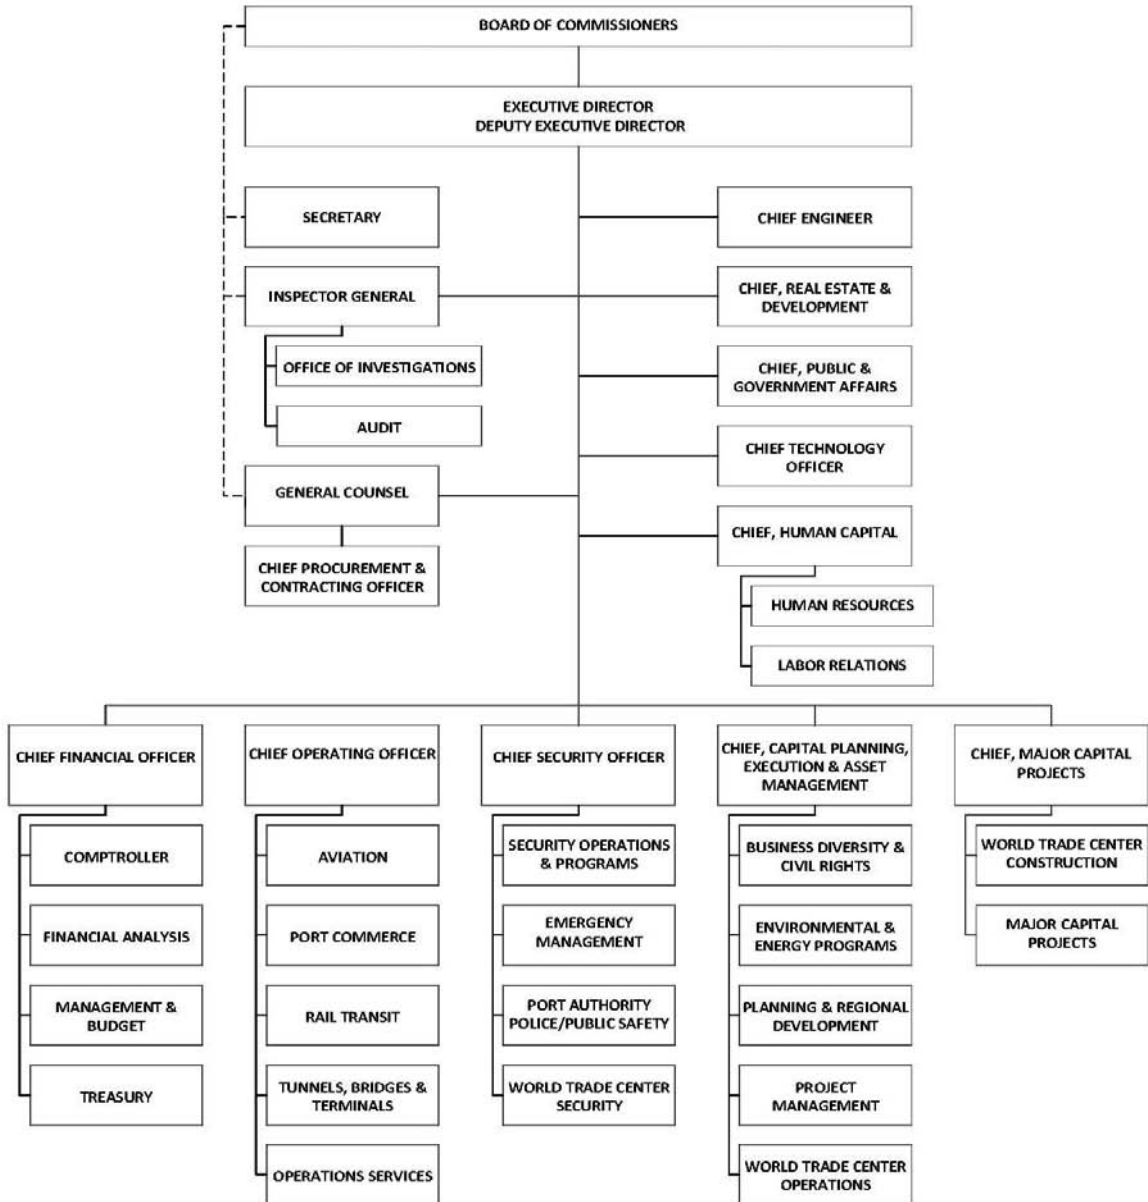 BOARD OF COMMISSIONERS
EXECUTIVE DIRECTOR
DEPUTY EXECUTIVE DIRECTOR
SECRETARY
INSPECTOR GENERAL
OFFICE OF INVESTIGATIONS
AUDIT
GENERAL COUNSEL
CHIEF PROCUREMENT &
CONTRACTING OFFICER
CHIEF ENGINEER
CHIEF, REAL ESTATE &
DEVELOPMENT
CHIEF, PUBLIC &
GOVERNMENT AFFAIRS
CHIEF TECHNOLOGY
OFFICER
CHIEF, HUMAN CAPITAL
HUMAN RESOURCES
LABOR RELATIONS
CHIEF FINANCIAL OFFICER
COMPTROLLER
FINANCIAL ANALYSIS
MANAGEMENT &
BUDGET
TREASURY
CHIEF OPERATING OFFICER
AVIATION
PORT COMMERCE
RAIL TRANSIT
TUNNELS, BRIDGES &
TERMINALS
OPERATIONS SERVICES
CHIEF SECURITY OFFICER
SECURITY OPERATIONS
& PROGRAMS
EMERGENCY
MANAGEMENT
PORT AUTHORITY
POLICE/PUBLIC SAFETY
WORLD TRADE CENTER
SECURITY
CHIEF, CAPITAL PLANNING,
EXECUTION & ASSET
MANAGEMENT
BUSINESS DIVERSITY &
CIVIL RIGHTS
ENVIRONMENTAL &
ENERGY PROGRAMS
PLANNING & REGIONAL
DEVELOPMENT
PROJECT
MANAGEMENT
WORLD TRADE CENTER
OPERATIONS
CHIEF, MAJOR CAPITAL
PROJECTS
WORLD TRADE CENTER
CONSTRUCTION
MAJOR CAPITAL
PROJECTS